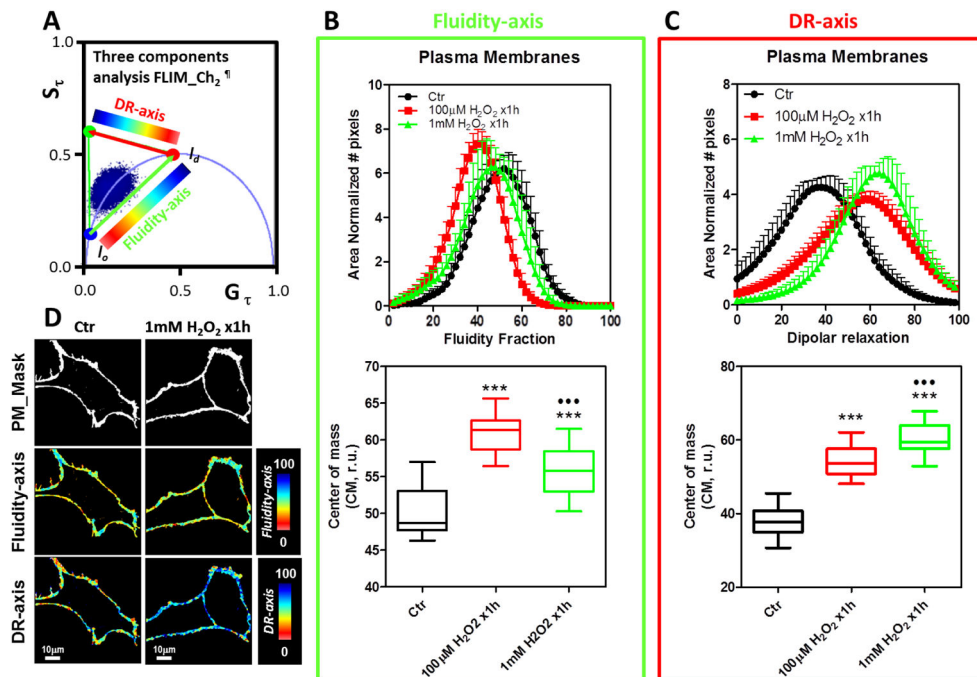 A
1.0
Three components
analysis FLIM_Ch₂ ¶
Sτ
DR-axis
0.5
l_d
Fluidity-axis
l_o
0.0
0.0 0.5 1.0
Gτ
B
Fluidity-axis
Plasma Membranes
Ctr
100µM H₂O₂ x1h
1mM H₂O₂ x1h
Area Normalized # pixels
10
8
6
4
2
0
0 20 40 60 80 100
Fluidity Fraction
Center of mass
(CM, r.u.)
70
65
60
55
50
45
40
***
•••
***
Ctr
100µM H₂O2 x1h
1mM H2O2 x1h
C
DR-axis
Plasma Membranes
Ctr
100µM H₂O₂ x1h
1mM H₂O₂ x1h
Area Normalized # pixels
8
6
4
2
0
0 20 40 60 80 100
Dipolar relaxation
Center of mass
(CM, r.u.)
80
60
40
20
***
•••
***
Ctr
100µM H₂O₂ x1h
1mM H₂O₂ x1h
D
Ctr
1mM H₂O₂ x1h
PM_Mask
Fluidity-axis
100
Fluidity-axis
0
DR-axis
100
DR-axis
0
10µm
10µm